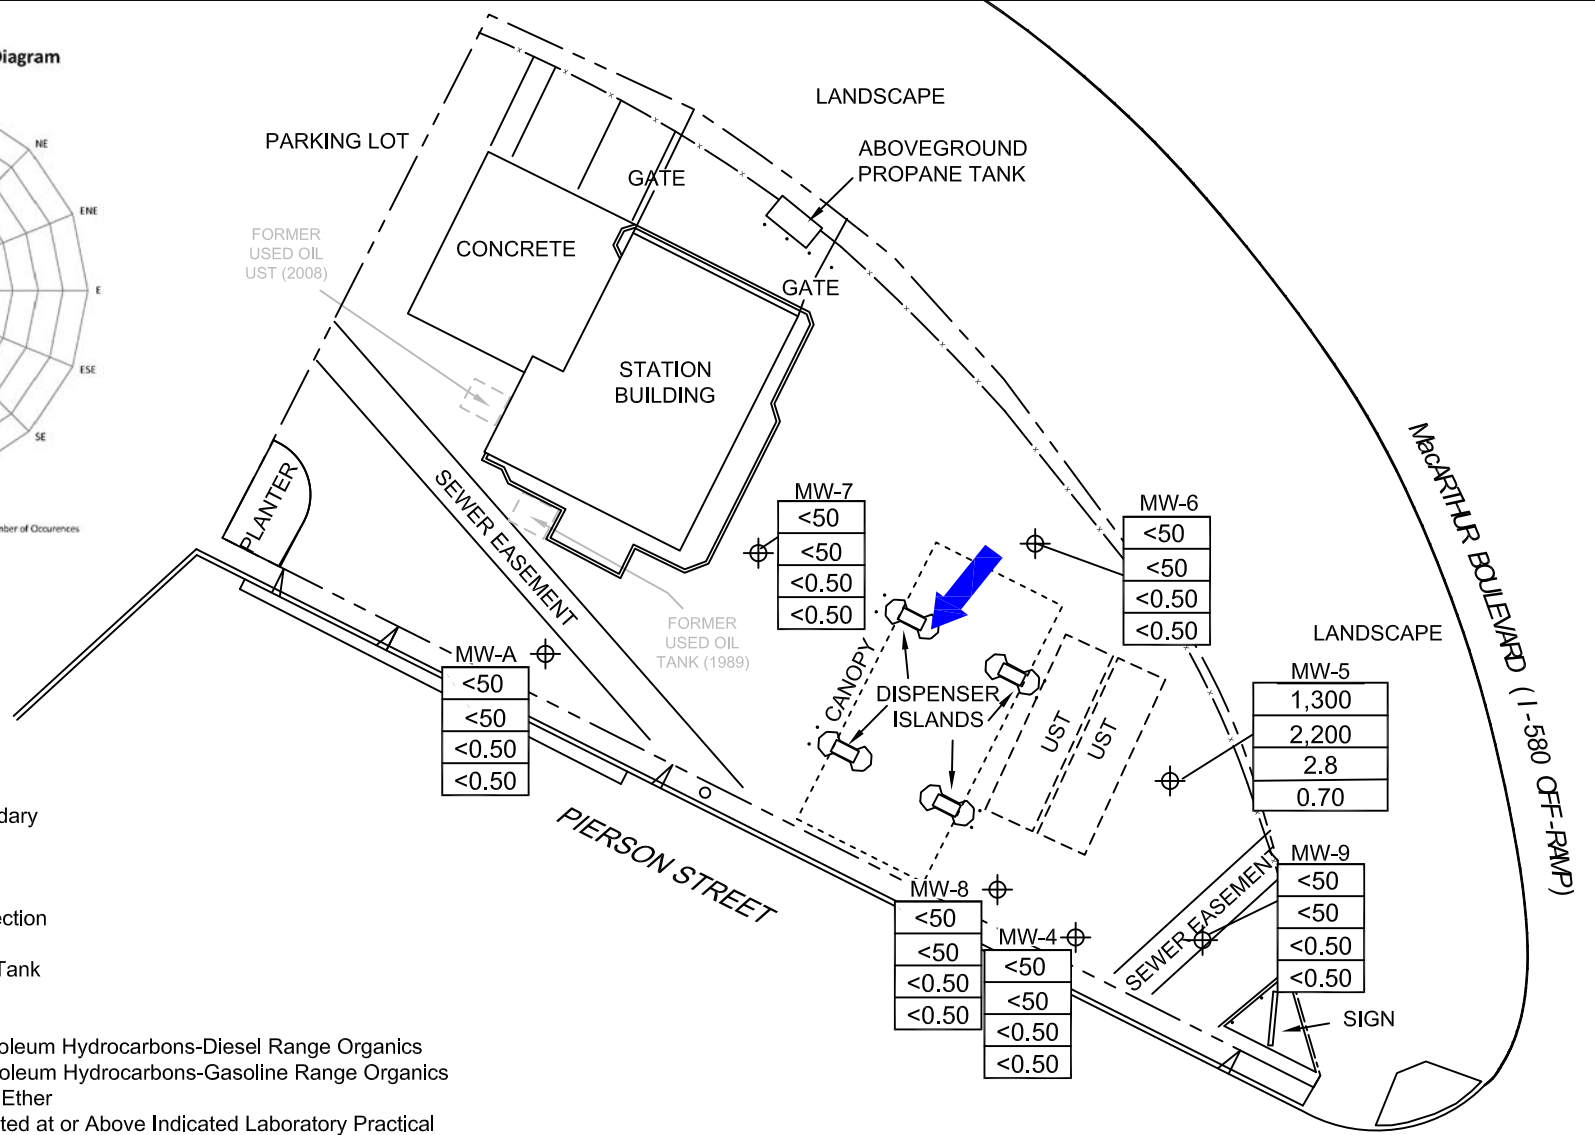 Diagram
NE
ENE
E
ESE
SE
PARKING LOT
LANDSCAPE
ABOVEGROUND
PROPANE TANK
GATE
FORMER
USED OIL
UST (2008)
CONCRETE
GATE
STATION
BUILDING
PLANTER
SEWER EASEMENT
MacARTHUR BOULEVARD (I-580 OFF-RAMP)
MW-7
<50
<50
<0.50
<0.50
MW-6
<50
<50
<0.50
<0.50
FORMER
USED OIL
TANK (1989)
LANDSCAPE
MW-A
<50
<50
<0.50
<0.50
CANOPY
DISPENSER
ISLANDS
UST
UST
MW-5
1,300
2,200
2.8
0.70
PIERSON STREET
MW-8
<50
<50
<0.50
<0.50
MW-4
<50
<50
<0.50
<0.50
SEWER EASEMENT
MW-9
<50
<50
<0.50
<0.50
SIGN
Number of Occurences
dary
ection
Tank
oleum Hydrocarbons-Diesel Range Organics
oleum Hydrocarbons-Gasoline Range Organics
Ether
ted at or Above Indicated Laboratory Practical